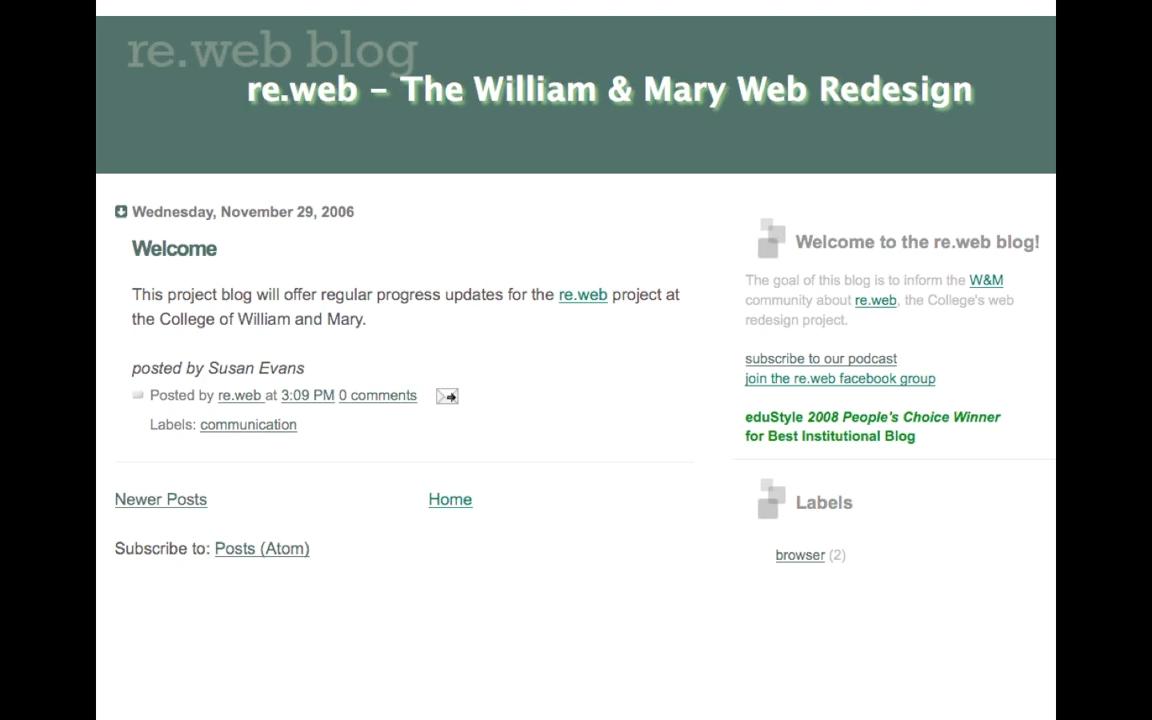 re.web blog
re.web – The William & Mary Web Redesign
Wednesday, November 29, 2006
Welcome
This project blog will offer regular progress updates for the re.web project at
the College of William and Mary.
posted by Susan Evans
Posted by re.web at 3:09 PM 0 comments
Labels: communication
Newer Posts
Home
Subscribe to: Posts (Atom)
Welcome to the re.web blog!
The goal of this blog is to inform the W&M
community about re.web, the College's web
redesign project.
subscribe to our podcast
join the re.web facebook group
eduStyle 2008 People's Choice Winner
for Best Institutional Blog
Labels
browser (2)